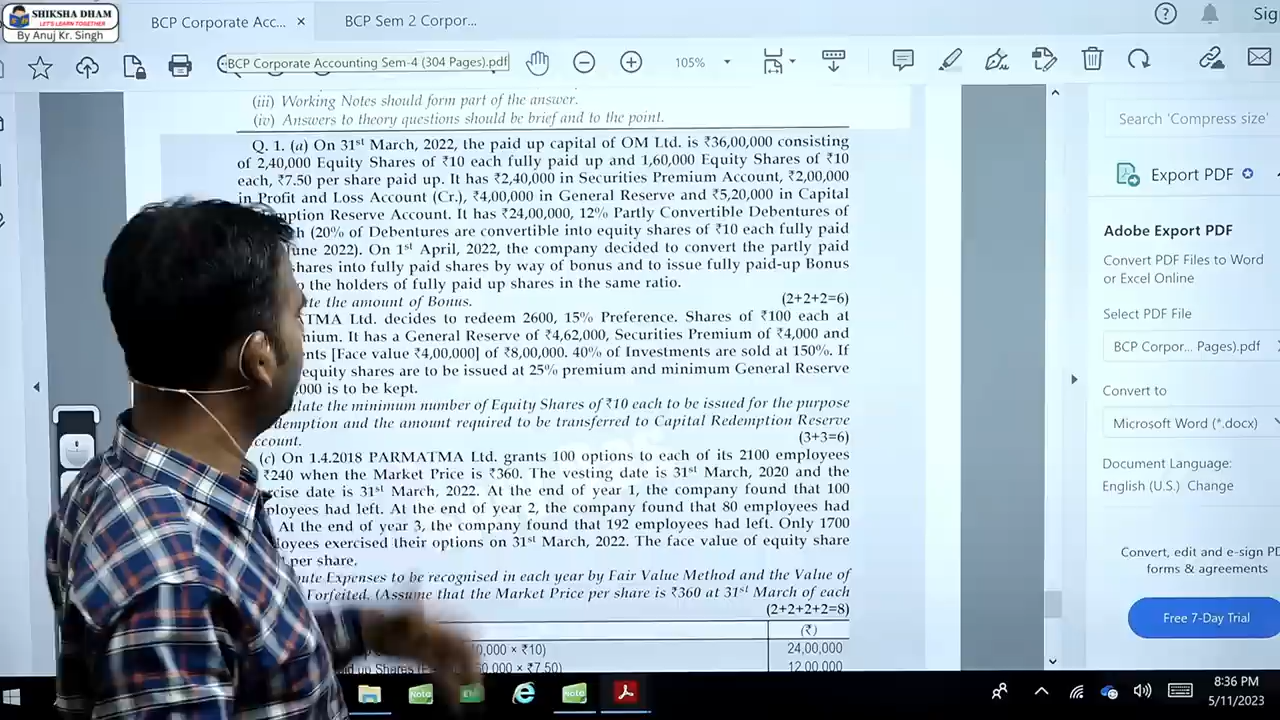 SHIKSHA DHAM
LET'S LEARN TOGETHER
By Anuj Kr. Singh
BCP Corporate Acc... ×
BCP Sem 2 Corpor...
Sig
BCP Corporate Accounting Sem-4 (304 Pages).pdf
105%
(iii) Working Notes should form part of the answer.
(iv) Answers to theory questions should be brief and to the point.
Q. 1. (a) On 31st March, 2022, the paid up capital of OM Ltd. is ₹36,00,000 consisting
of 2,40,000 Equity Shares of ₹10 each fully paid up and 1,60,000 Equity Shares of ₹10
each, ₹7.50 per share paid up. It has ₹2,40,000 in Securities Premium Account, ₹2,00,000
in Profit and Loss Account (Cr.), ₹4,00,000 in General Reserve and ₹5,20,000 in Capital
mption Reserve Account. It has ₹24,00,000, 12% Partly Convertible Debentures of
h (20% of Debentures are convertible into equity shares of ₹10 each fully paid
une 2022). On 1st April, 2022, the company decided to convert the partly paid
hares into fully paid shares by way of bonus and to issue fully paid-up Bonus
the holders of fully paid up shares in the same ratio.
te the amount of Bonus. (2+2+2=6)
TMA Ltd. decides to redeem 2600, 15% Preference. Shares of ₹100 each at
mium. It has a General Reserve of ₹4,62,000, Securities Premium of ₹4,000 and
nts [Face value ₹4,00,000] of ₹8,00,000. 40% of Investments are sold at 150%. If
equity shares are to be issued at 25% premium and minimum General Reserve
,000 is to be kept.
ulate the minimum number of Equity Shares of ₹10 each to be issued for the purpose
demption and the amount required to be transferred to Capital Redemption Reserve
ccount. (3+3=6)
(c) On 1.4.2018 PARMATMA Ltd. grants 100 options to each of its 2100 employees
₹240 when the Market Price is ₹360. The vesting date is 31st March, 2020 and the
cise date is 31st March, 2022. At the end of year 1, the company found that 100
ployees had left. At the end of year 2, the company found that 80 employees had
At the end of year 3, the company found that 192 employees had left. Only 1700
loyees exercised their options on 31st March, 2022. The face value of equity share
per share.
ute Expenses to be recognised in each year by Fair Value Method and the Value of
Forfeited. (Assume that the Market Price per share is ₹360 at 31st March of each
(2+2+2+2=8)
(₹)
0,000 × ₹10) 24,00,000
id-up Shares 60,000 × ₹7.50) 12,00,000
Search 'Compress size'
Export PDF
Adobe Export PDF
Convert PDF Files to Word
or Excel Online
Select PDF File
BCP Corpor... Pages).pdf
Convert to
Microsoft Word (*.docx)
Document Language:
English (U.S.) Change
Convert, edit and e-sign PD
forms & agreements
Free 7-Day Trial
Note
Note
8:36 PM
5/11/2023